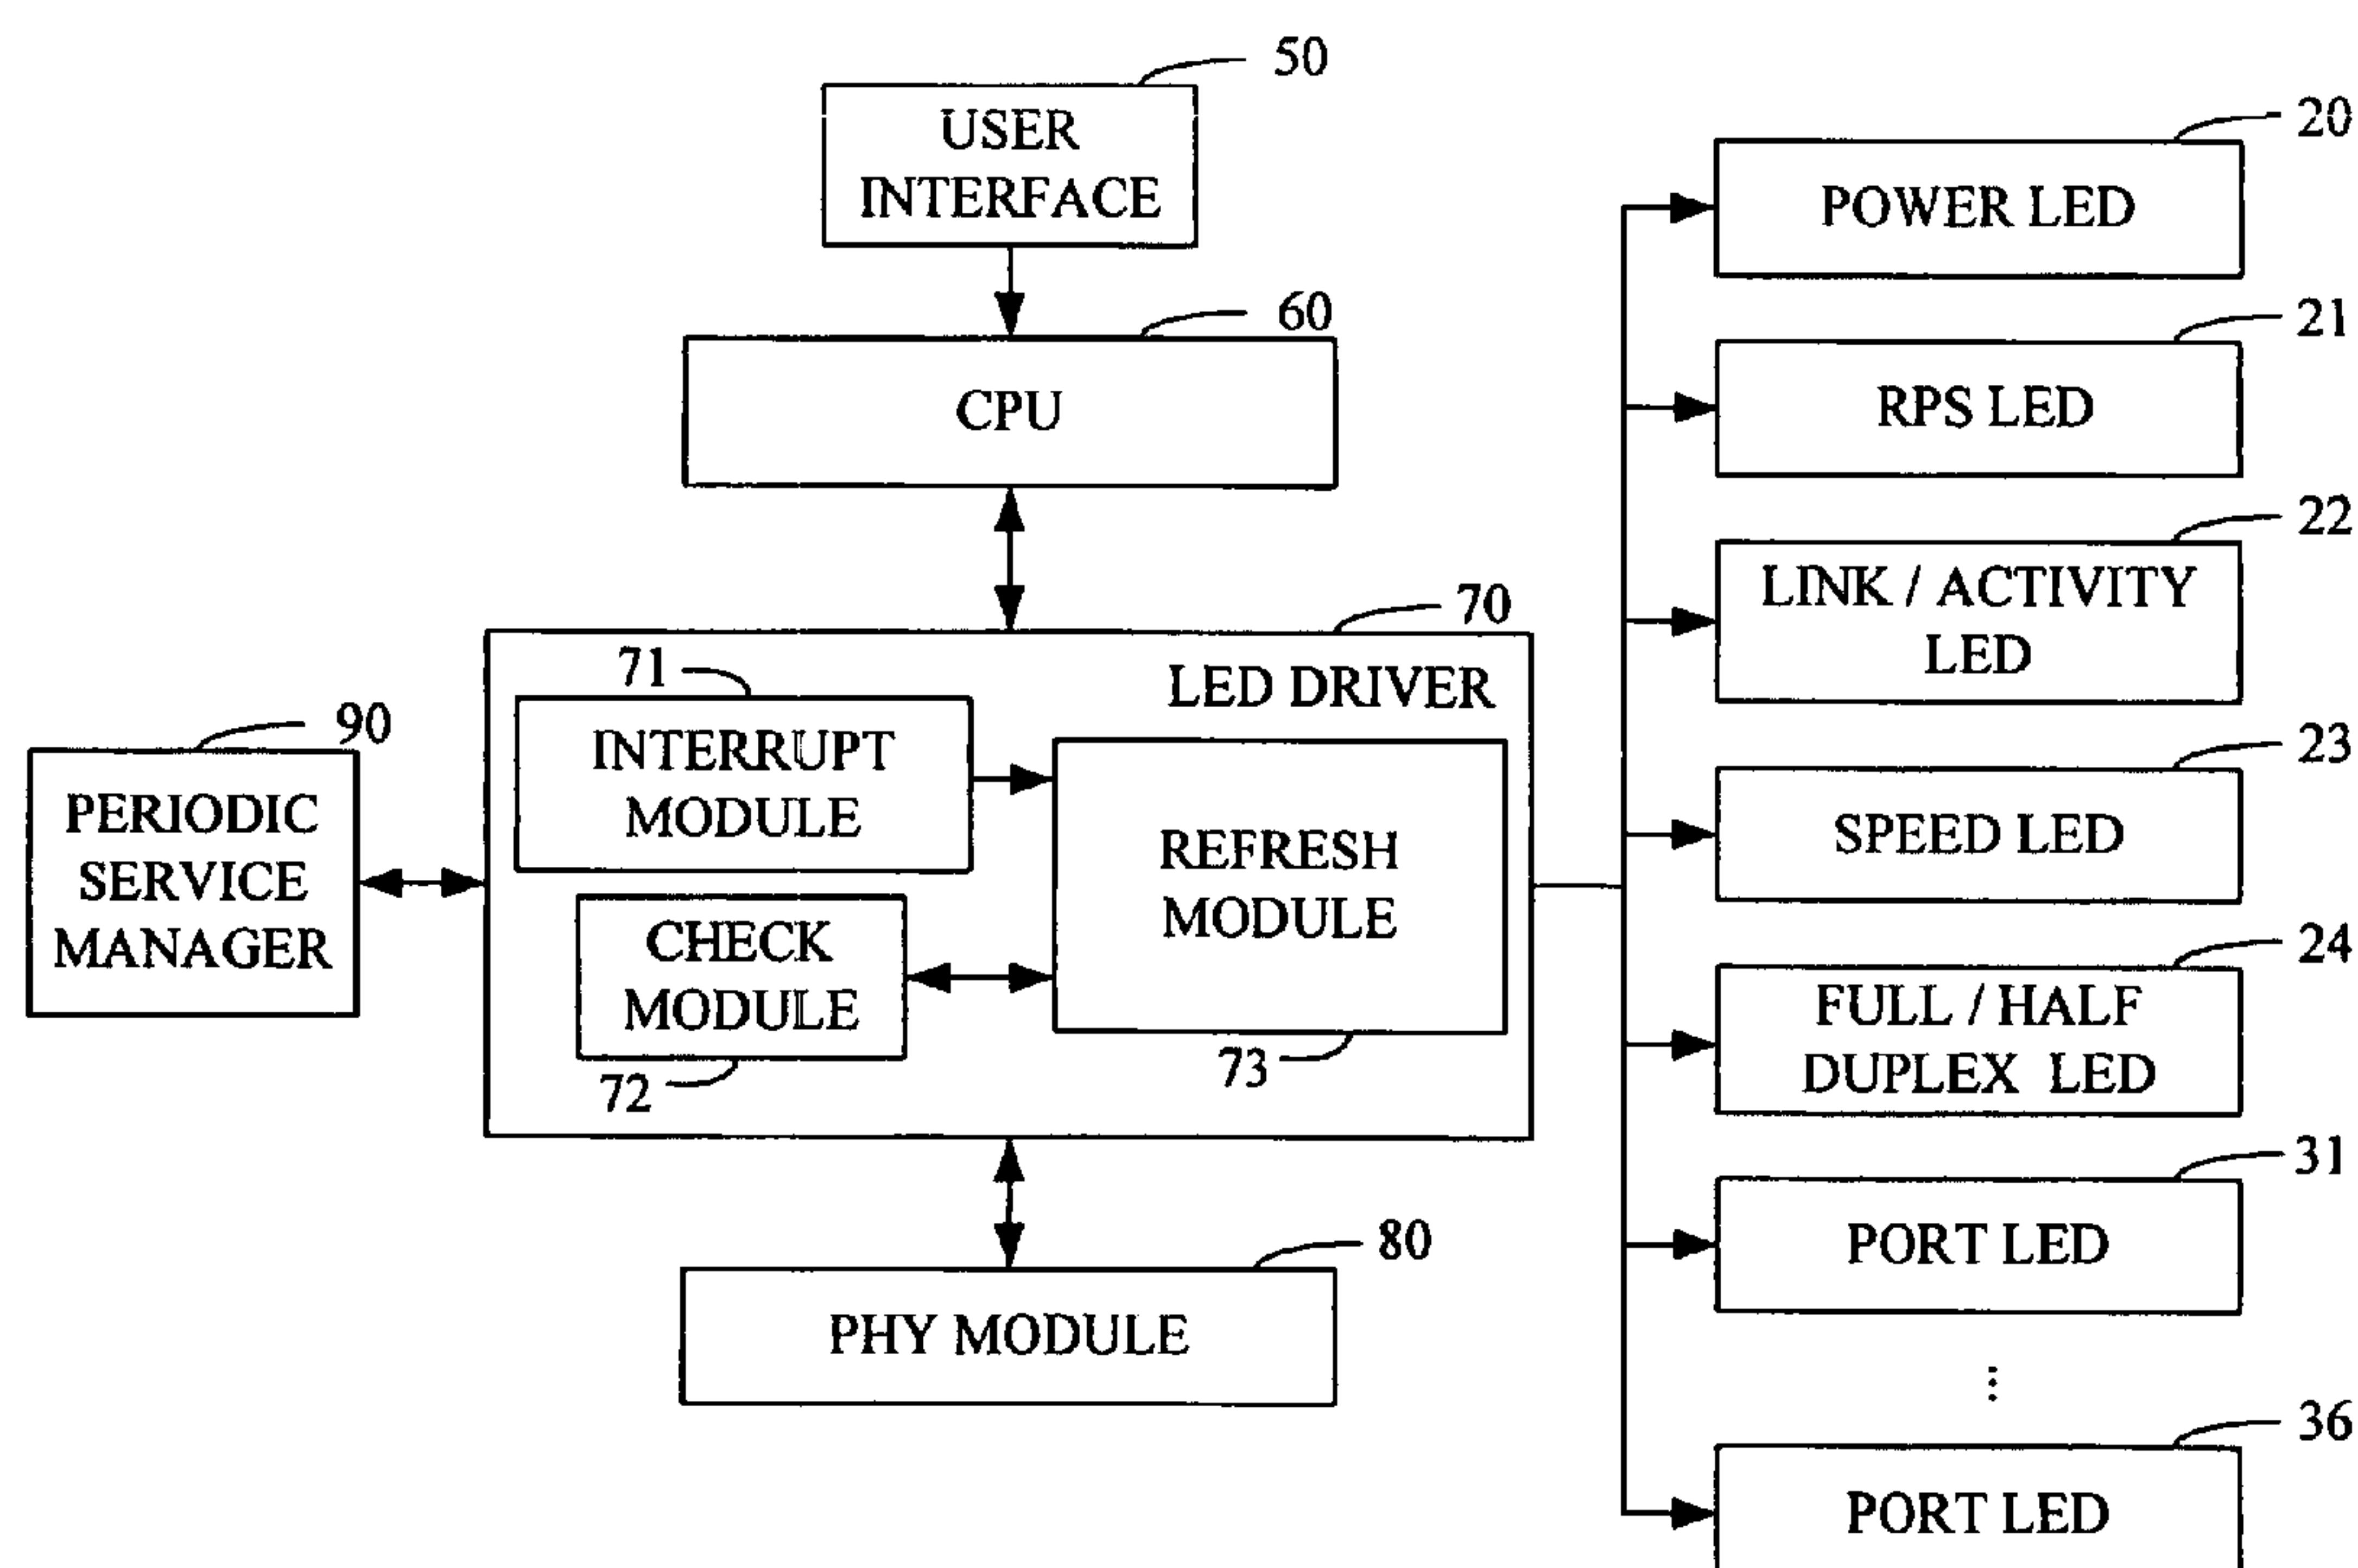 50
USER
INTERFACE
60
CPU
70
LED DRIVER
71
INTERRUPT
MODULE
CHECK
MODULE
72
REFRESH
MODULE
73
90
PERIODIC
SERVICE
MANAGER
80
PHY MODULE
20
POWER LED
21
RPS LED
22
LINK / ACTIVITY
LED
23
SPEED LED
24
FULL / HALF
DUPLEX LED
31
PORT LED
⋮
36
PORT LED